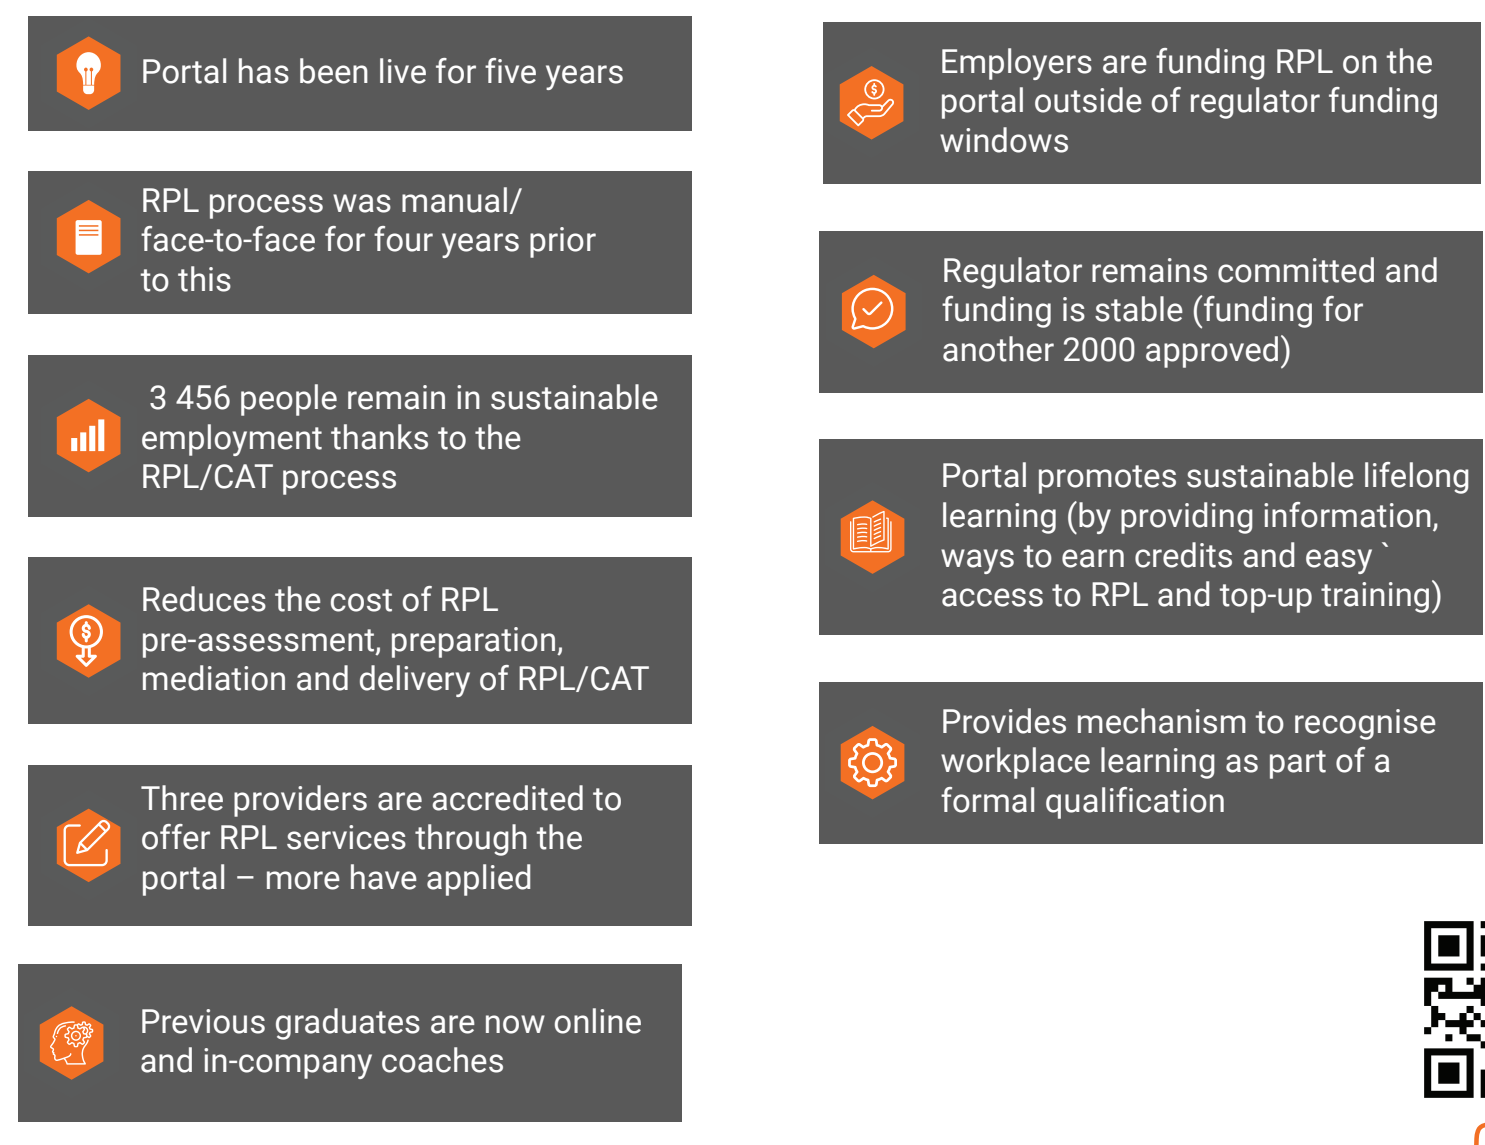 Portal has been live for five years
RPL process was manual/
face-to-face for four years prior
to this
3 456 people remain in sustainable
employment thanks to the
RPL/CAT process
Reduces the cost of RPL
pre-assessment, preparation,
mediation and delivery of RPL/CAT
Three providers are accredited to
offer RPL services through the
portal – more have applied
Previous graduates are now online
and in-company coaches
Employers are funding RPL on the
portal outside of regulator funding
windows
Regulator remains committed and
funding is stable (funding for
another 2000 approved)
Portal promotes sustainable lifelong
learning (by providing information,
ways to earn credits and easy `
access to RPL and top-up training)
Provides mechanism to recognise
workplace learning as part of a
formal qualification